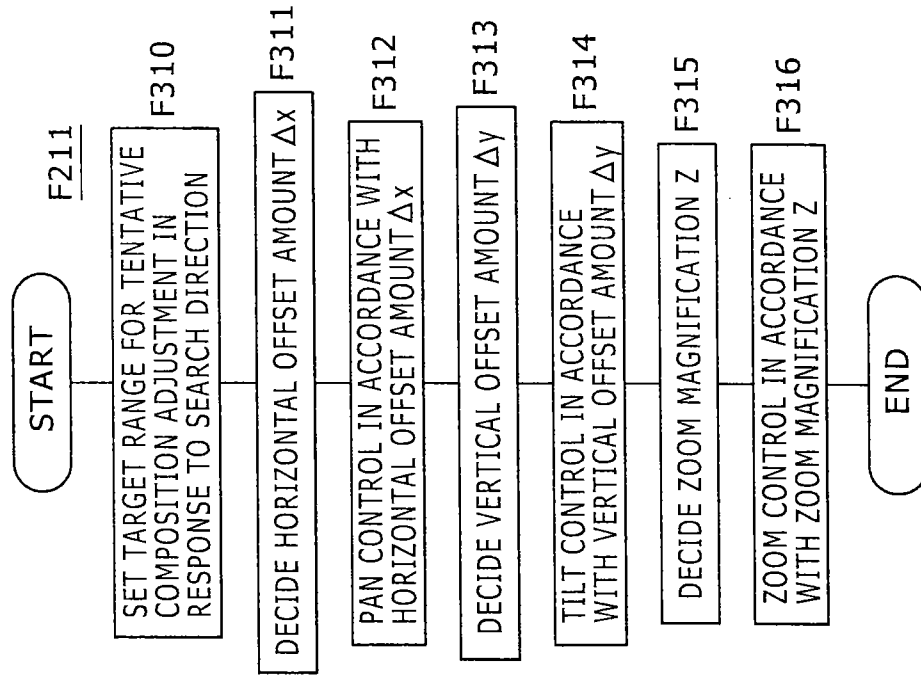 F211
START
SET TARGET RANGE FOR TENTATIVE
COMPOSITION ADJUSTMENT IN
RESPONSE TO SEARCH DIRECTION
F310
DECIDE HORIZONTAL OFFSET AMOUNT Δx
F311
PAN CONTROL IN ACCORDANCE WITH
HORIZONTAL OFFSET AMOUNT Δx
F312
DECIDE VERTICAL OFFSET AMOUNT Δy
F313
TILT CONTROL IN ACCORDANCE
WITH VERTICAL OFFSET AMOUNT Δy
F314
DECIDE ZOOM MAGNIFICATION Z
F315
ZOOM CONTROL IN ACCORDANCE
WITH ZOOM MAGNIFICATION Z
F316
END